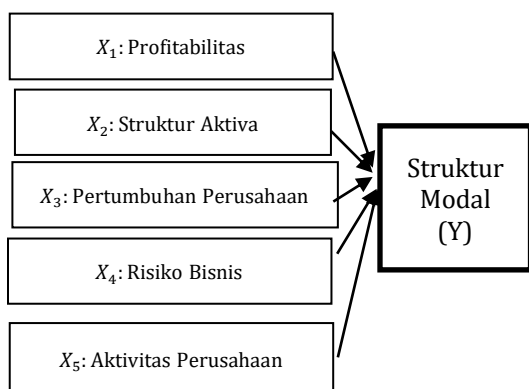 X₁: Profitabilitas
X₂: Struktur Aktiva
X₃: Pertumbuhan Perusahaan
X₄: Risiko Bisnis
X₅: Aktivitas Perusahaan
Struktur
Modal
(Y)